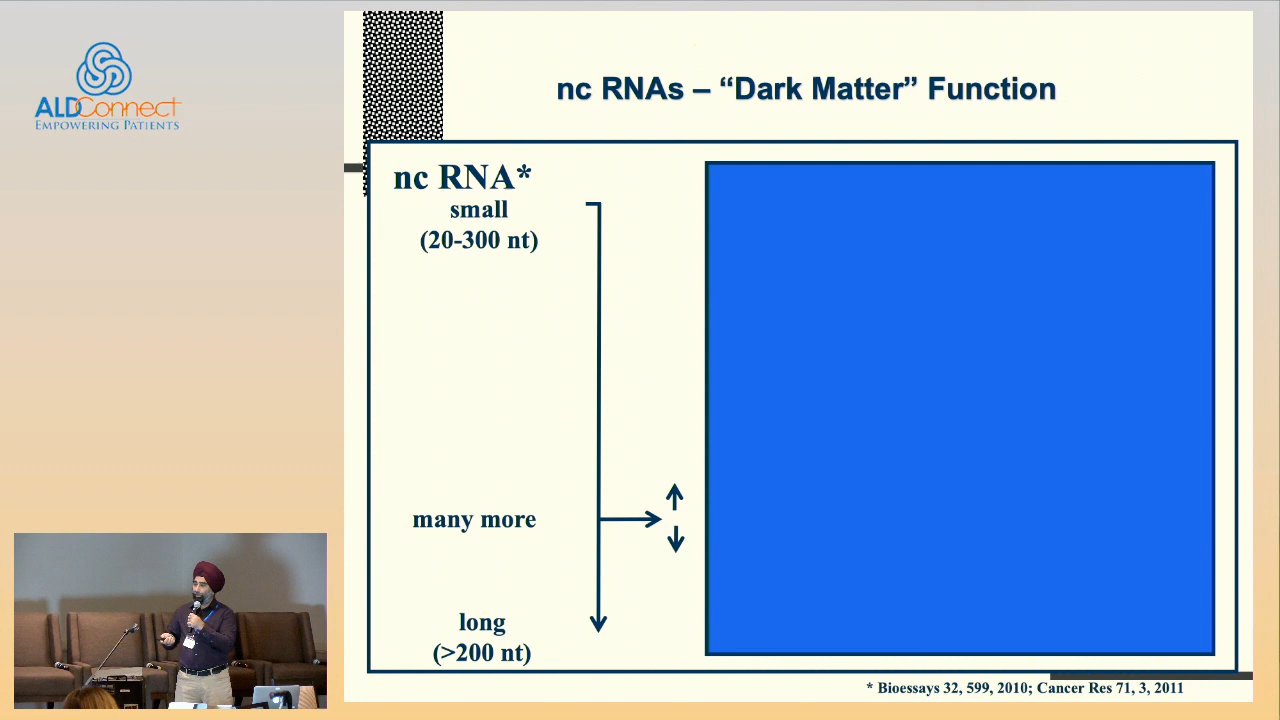 ALDConnect
EMPOWERING PATIENTS
nc RNAs – “Dark Matter” Function
nc RNA*
small
(20-300 nt)
many more
long
(>200 nt)
* Bioessays 32, 599, 2010; Cancer Res 71, 3, 2011